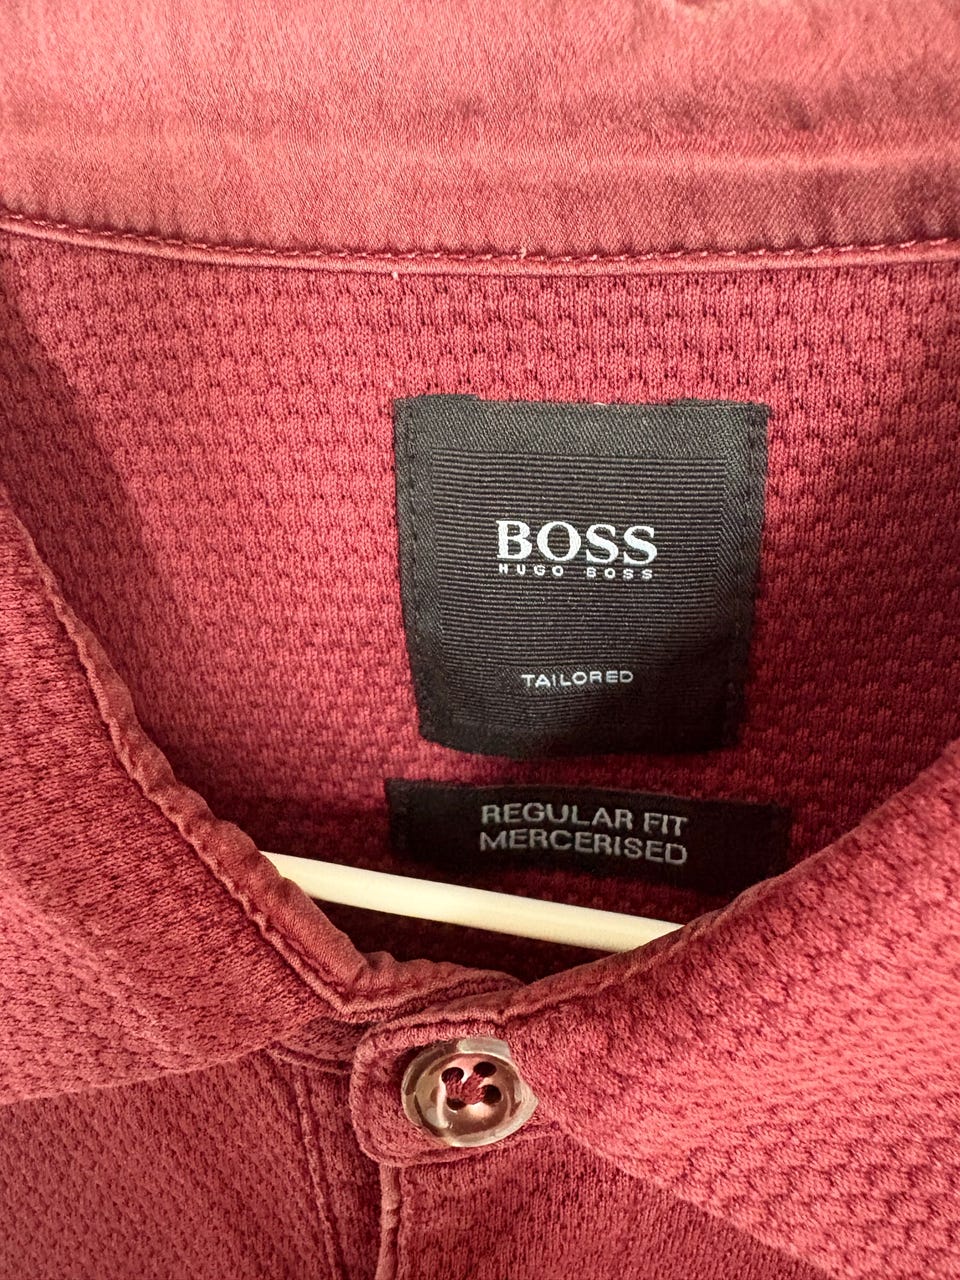 BOSS
HUGO BOSS
TAILORED
REGULAR FIT
MERCERISED